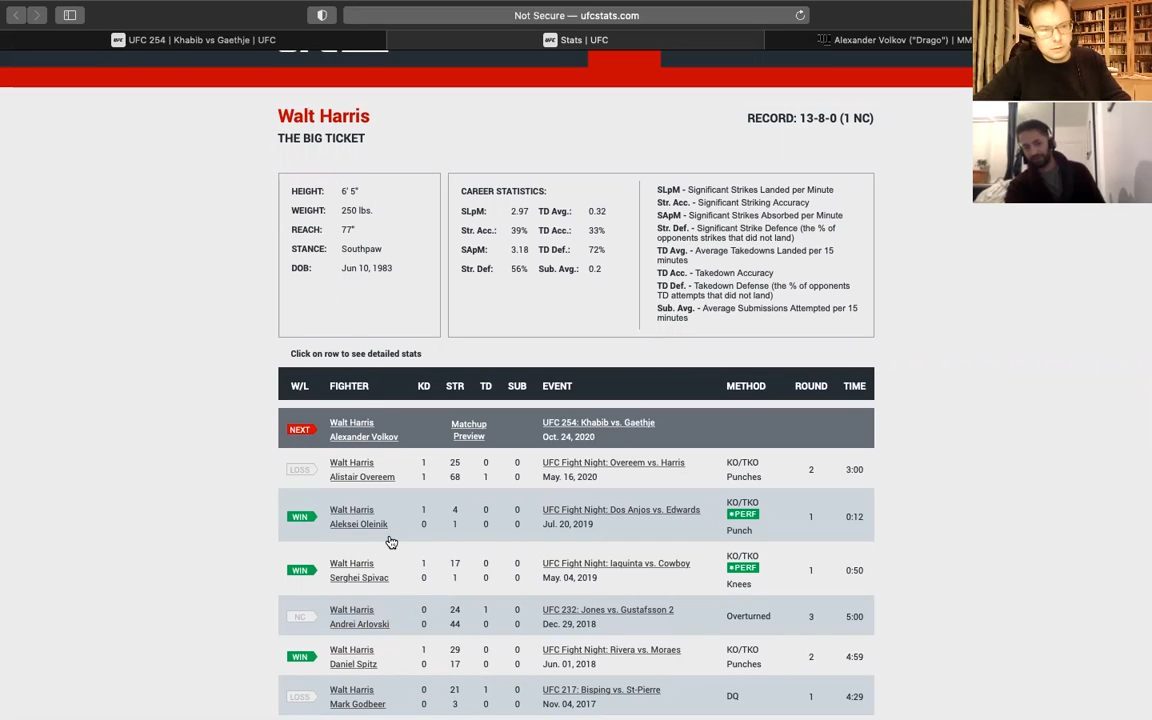 Not Secure — ufcstats.com
UFC 254 | Khabib vs Gaethje | UFC
Stats | UFC
Alexander Volkov ("Drago") | MM
Walt Harris
RECORD: 13-8-0 (1 NC)
THE BIG TICKET
HEIGHT: 6' 5"
WEIGHT: 250 lbs.
REACH: 77"
STANCE: Southpaw
DOB: Jun 10, 1983
CAREER STATISTICS:
SLpM: 2.97 TD Avg.: 0.32
Str. Acc.: 39% TD Acc.: 33%
SApM: 3.18 TD Def.: 72%
Str. Def: 56% Sub. Avg.: 0.2
SLpM - Significant Strikes Landed per Minute
Str. Acc. - Significant Striking Accuracy
SApM - Significant Strikes Absorbed per Minute
Str. Def. - Significant Strike Defence (the % of
opponents strikes that did not land)
TD Avg. - Average Takedowns Landed per 15
minutes
TD Acc. - Takedown Accuracy
TD Def. - Takedown Defense (the % of opponents
TD attempts that did not land)
Sub. Avg. - Average Submissions Attempted per 15
minutes
Click on row to see detailed stats
W/L FIGHTER KD STR TD SUB EVENT METHOD ROUND TIME
NEXT
Walt Harris
Alexander Volkov
Matchup
Preview
UFC 254: Khabib vs. Gaethje
Oct. 24, 2020
LOSS
Walt Harris 1 25 0 0 UFC Fight Night: Overeem vs. Harris KO/TKO
Alistair Overeem 1 68 1 0 May. 16, 2020 Punches
2 3:00
WIN
KO/TKO
Walt Harris 1 4 0 0 UFC Fight Night: Dos Anjos vs. Edwards PERF
Aleksei Oleinik 0 1 0 0 Jul. 20, 2019 Punch
1 0:12
WIN
KO/TKO
Walt Harris 1 17 0 0 UFC Fight Night: Iaquinta vs. Cowboy PERF
Serghei Spivac 0 1 0 0 May. 04, 2019 Knees
1 0:50
NC
Walt Harris 0 24 1 0 UFC 232: Jones vs. Gustafsson 2
Andrei Arlovski 0 44 0 0 Dec. 29, 2018
Overturned 3 5:00
WIN
Walt Harris 1 29 0 0 UFC Fight Night: Rivera vs. Moraes KO/TKO
Daniel Spitz 0 17 0 0 Jun. 01, 2018 Punches
2 4:59
LOSS
Walt Harris 0 21 1 0 UFC 217: Bisping vs. St-Pierre
Mark Godbeer 0 3 0 0 Nov. 04, 2017
DQ 1 4:29